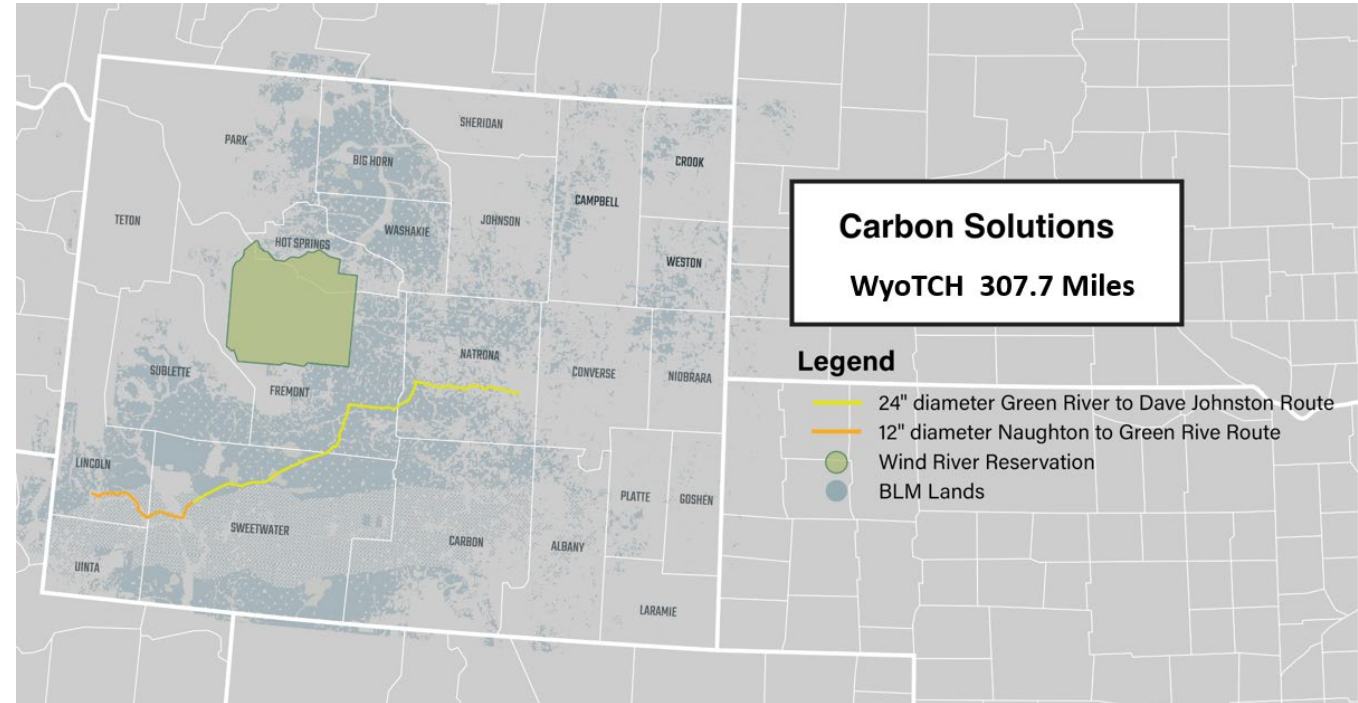 SHERIDAN
PARK
BIG HORN
CROOK
CAMPBELL
TETON
JOHNSON
WASHAKIE
HOT SPRINGS
WESTON
Carbon Solutions
WyoTCH 307.7 Miles
NATRONA
SUBLETTE
CONVERSE
NIOBRARA
FREMONT
Legend
24" diameter Green River to Dave Johnston Route
12" diameter Naughton to Green Rive Route
Wind River Reservation
BLM Lands
LINCOLN
PLATTE
GOSHEN
SWEETWATER
CARBON
ALBANY
UINTA
LARAMIE